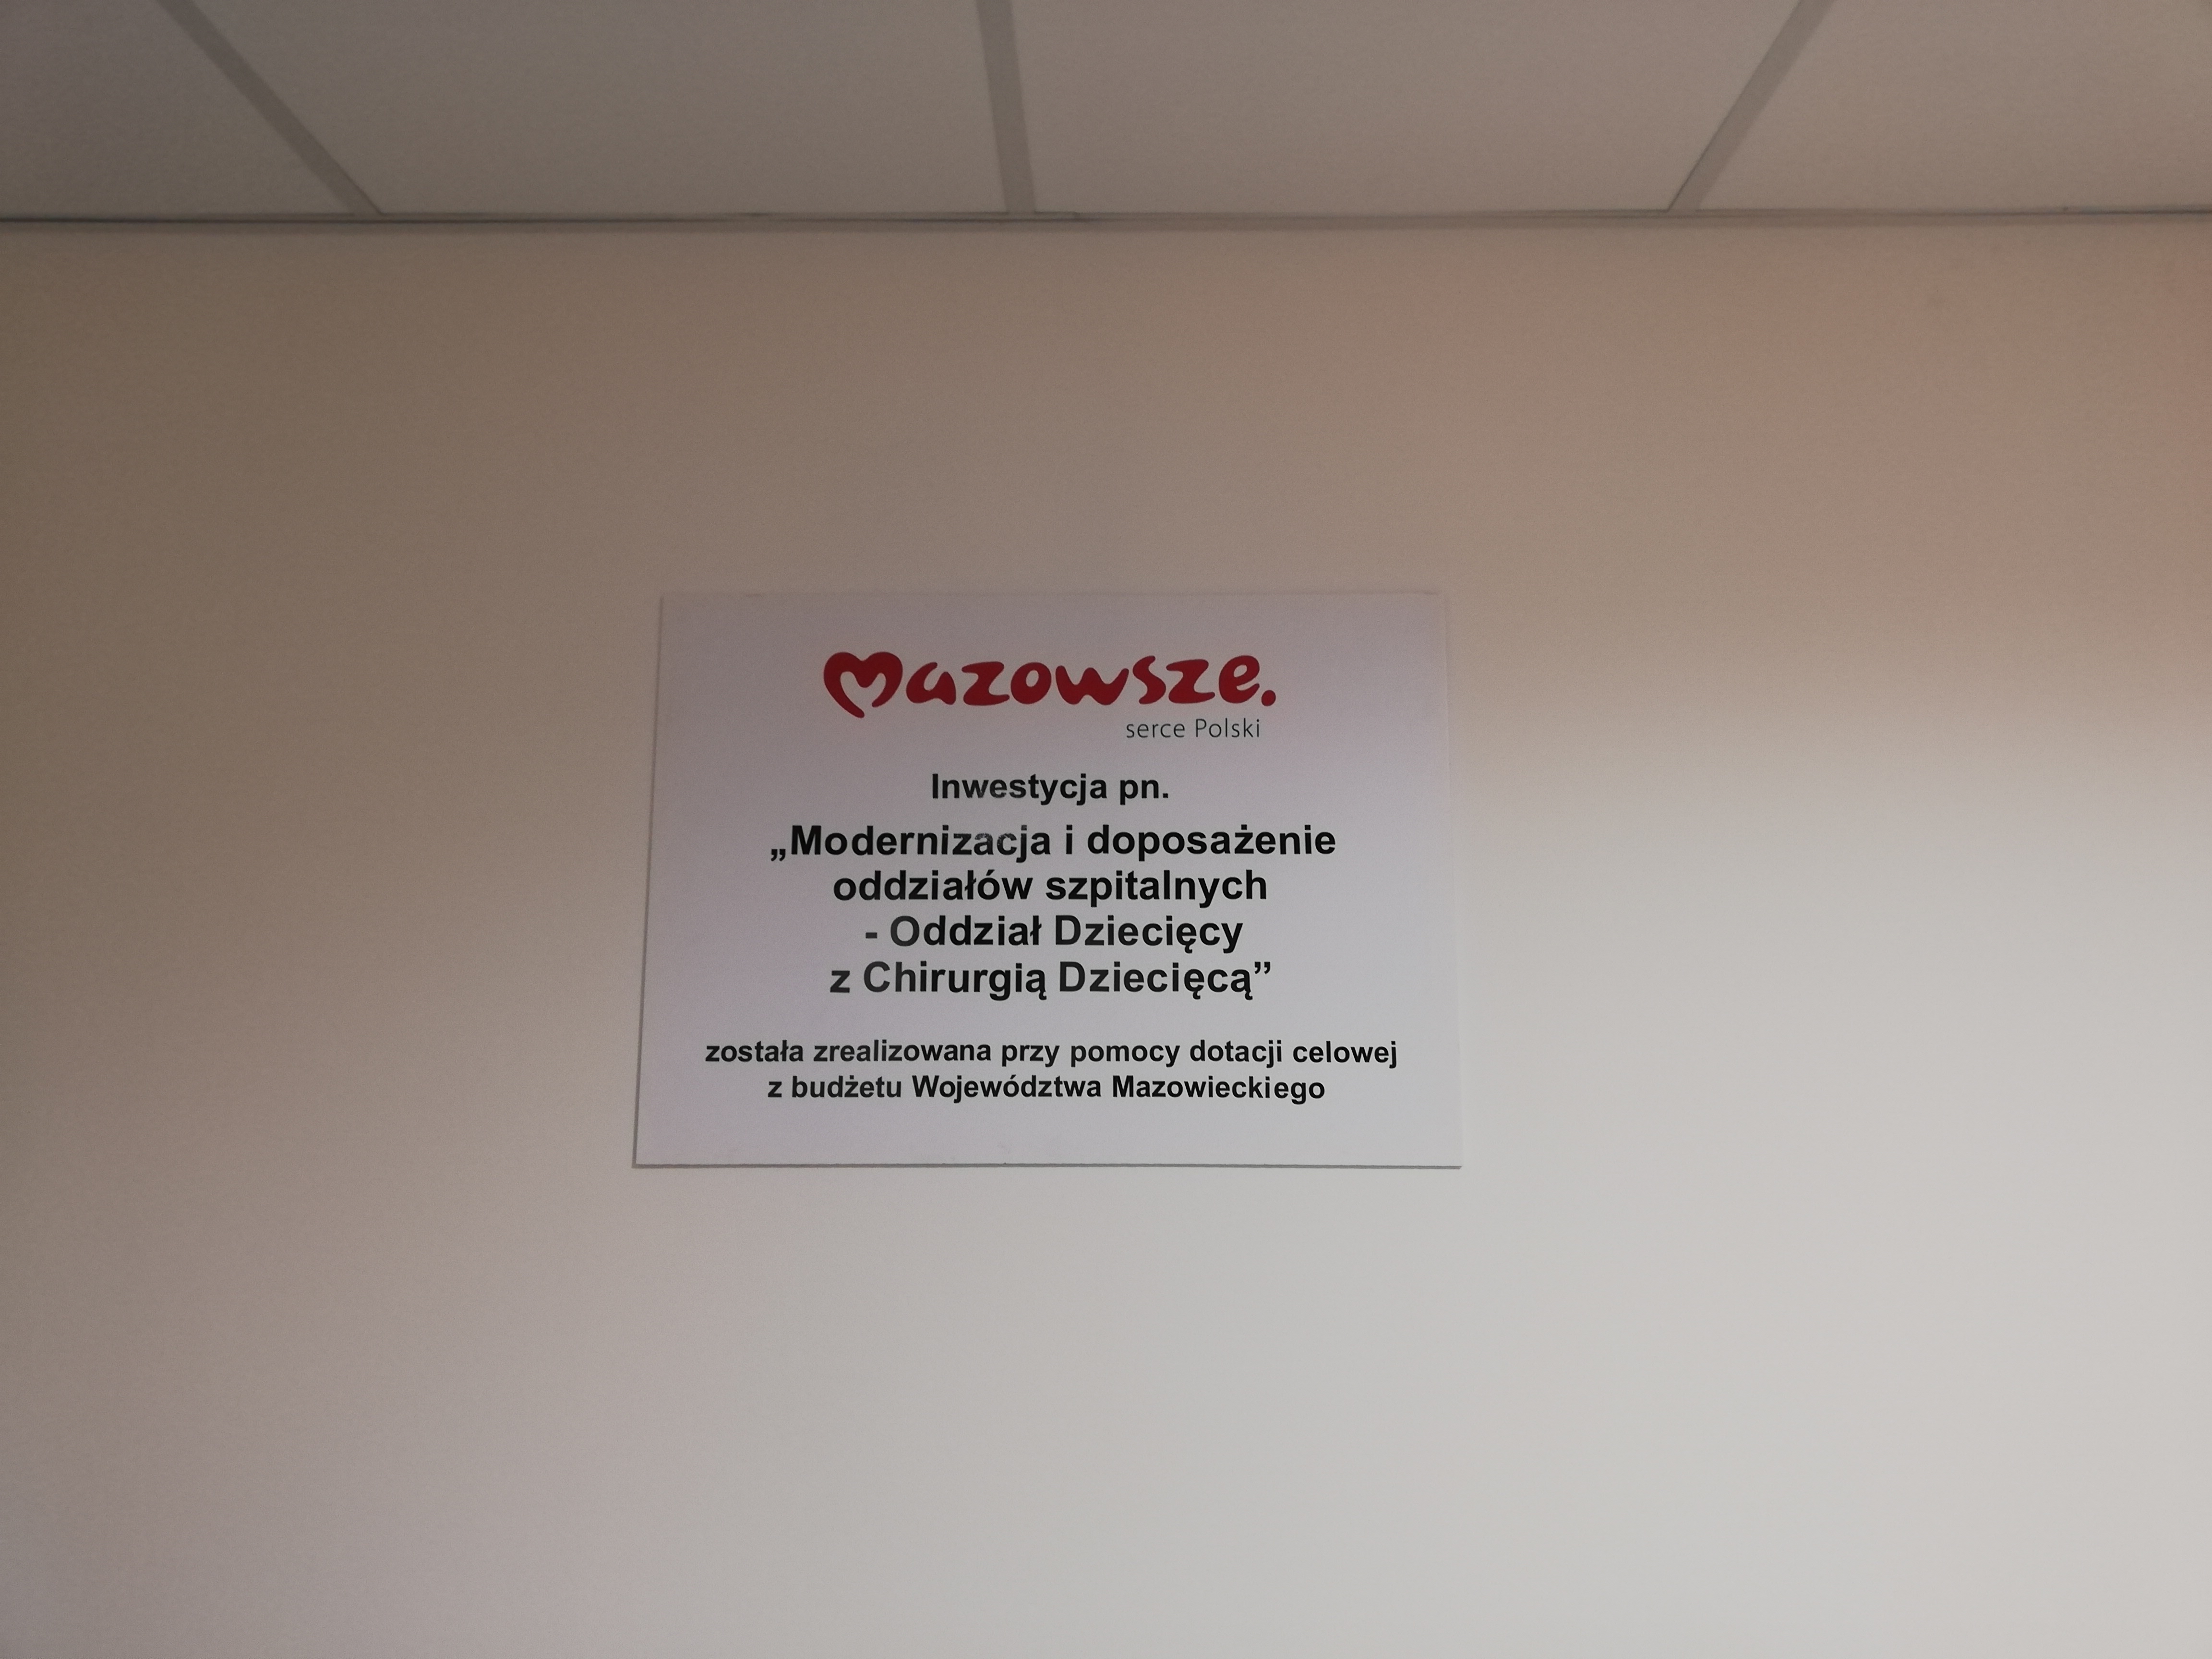 Mazowsze.
serce Polski
Inwestycja pn.
„Modernizacja i doposażenie
oddziałów szpitalnych
- Oddział Dziecięcy
z Chirurgią Dziecięcą”
została zrealizowana przy pomocy dotacji celowej
z budżetu Województwa Mazowieckiego